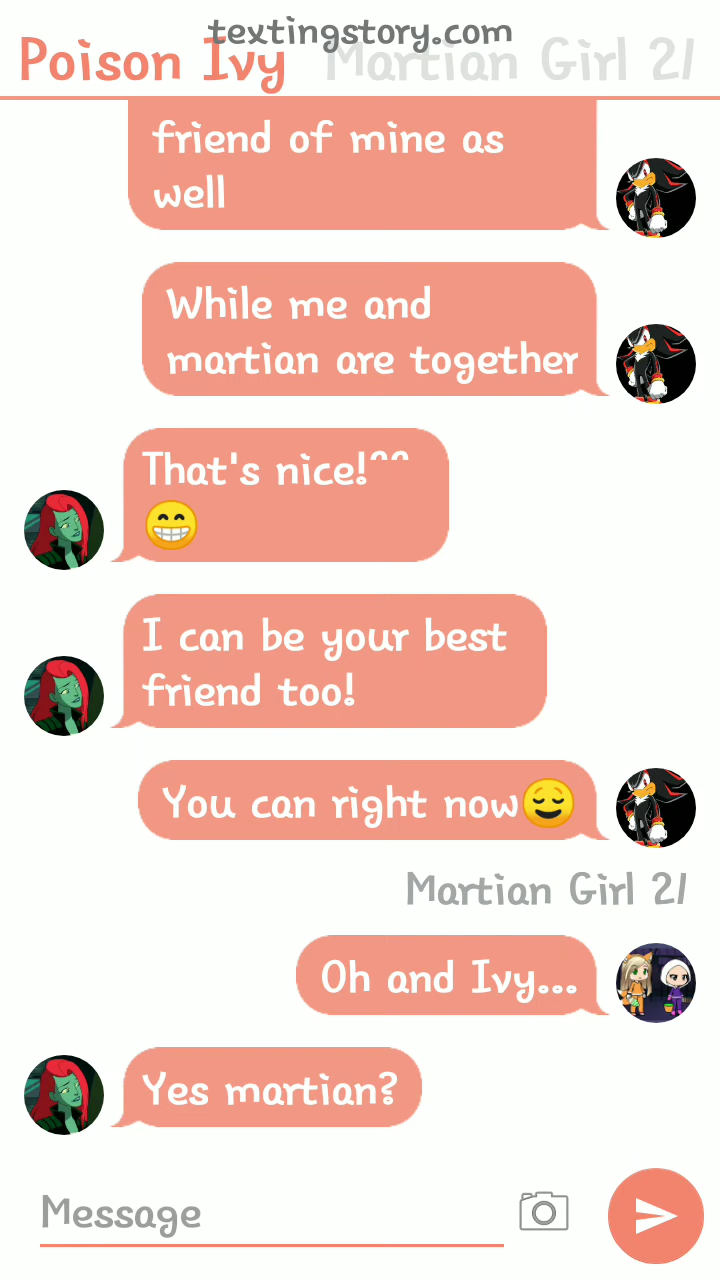 textingstory.com
Poison Ivy Martian Girl 21
friend of mine as
well
While me and
martian are together
That's nice!^^
😁
I can be your best
friend too!
You can right now😌
Martian Girl 21
Oh and Ivy...
Yes martian?
Message